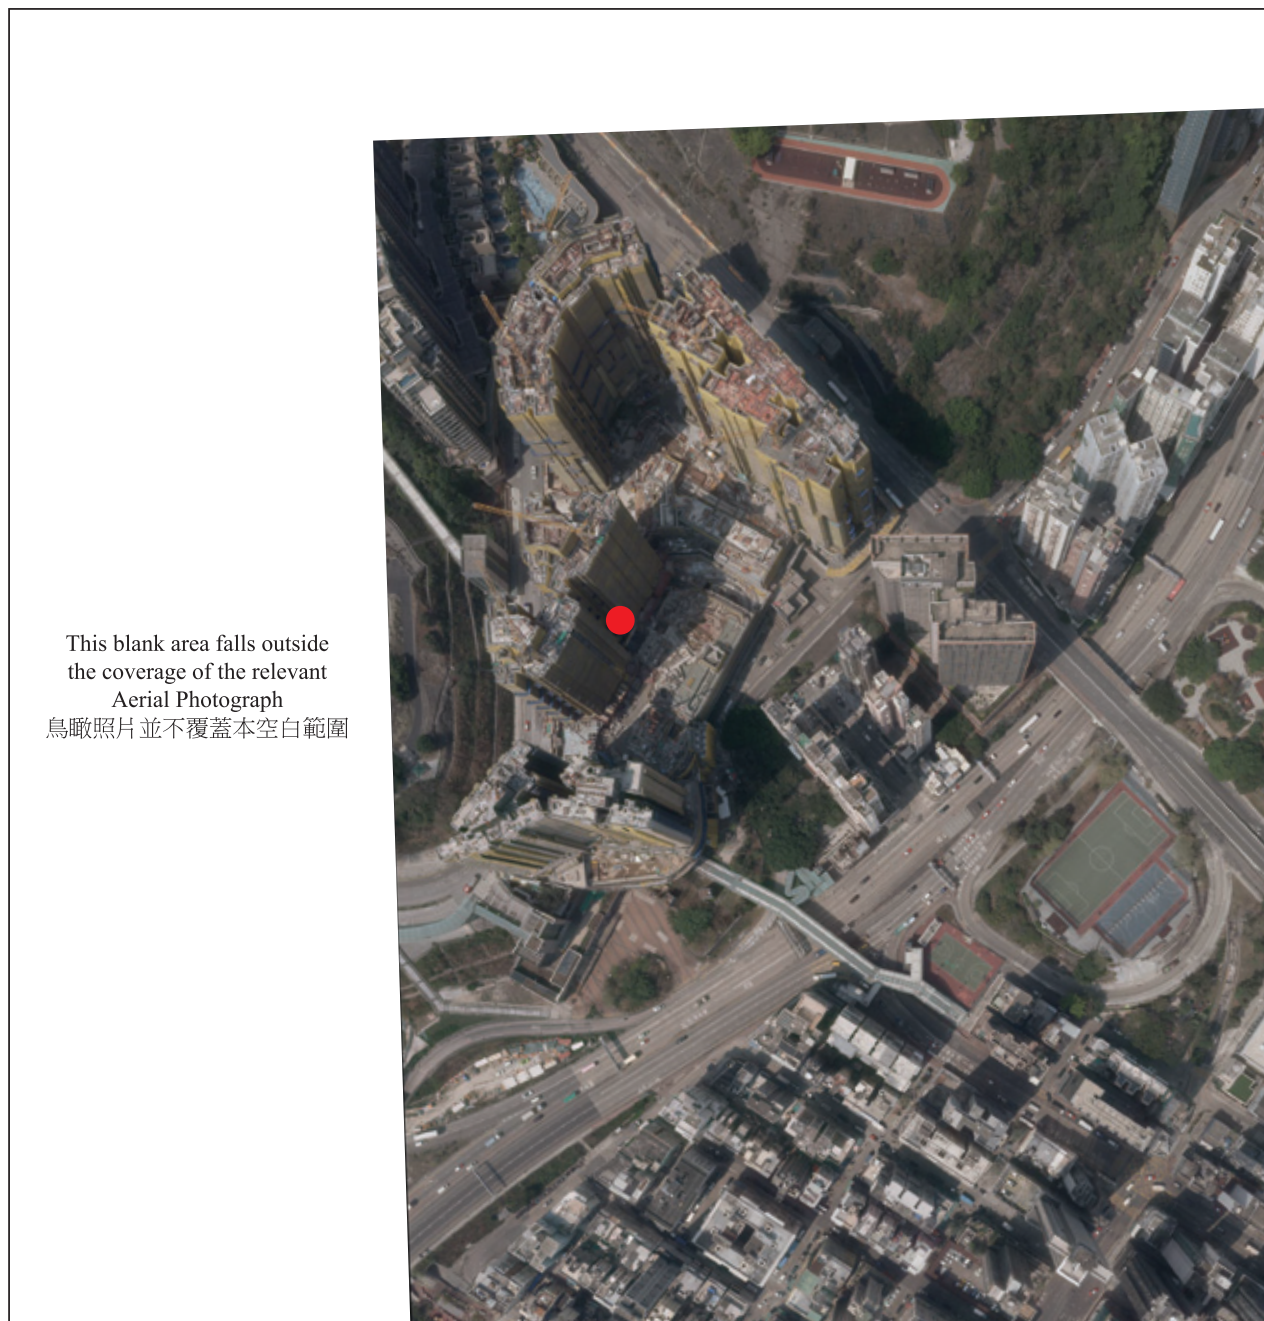 This blank area falls outside
the coverage of the relevant
Aerial Photograph
鳥瞰照片並不覆蓋本空白範圍